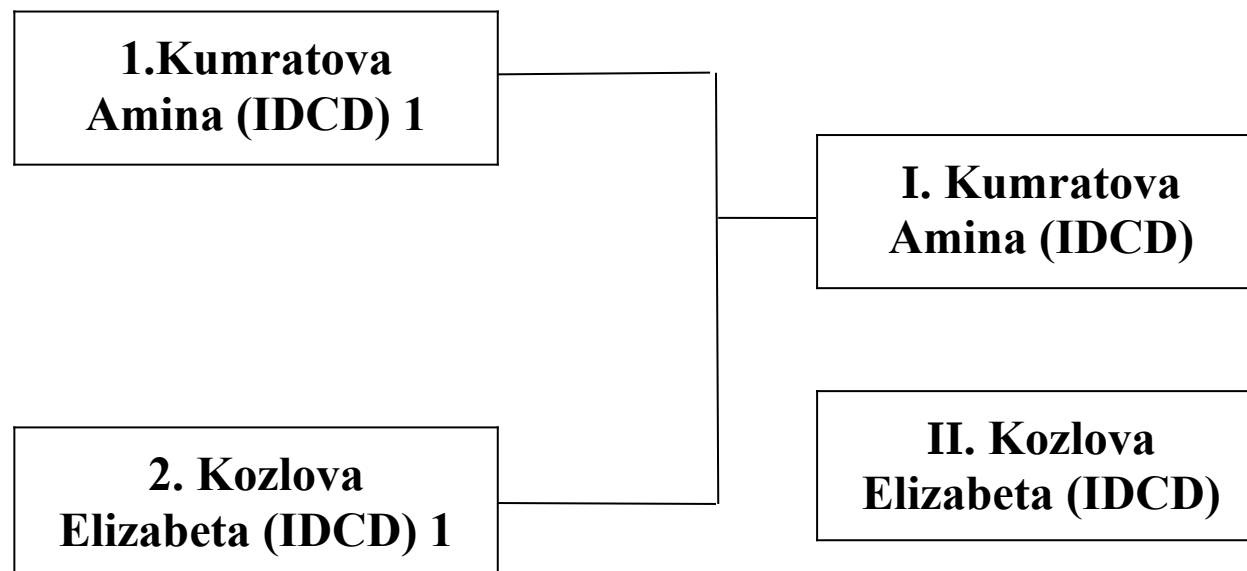 1.Kumratova
Amina (IDCD) 1
I. Kumratova
Amina (IDCD)
2. Kozlova
Elizabeta (IDCD) 1
II. Kozlova
Elizabeta (IDCD)